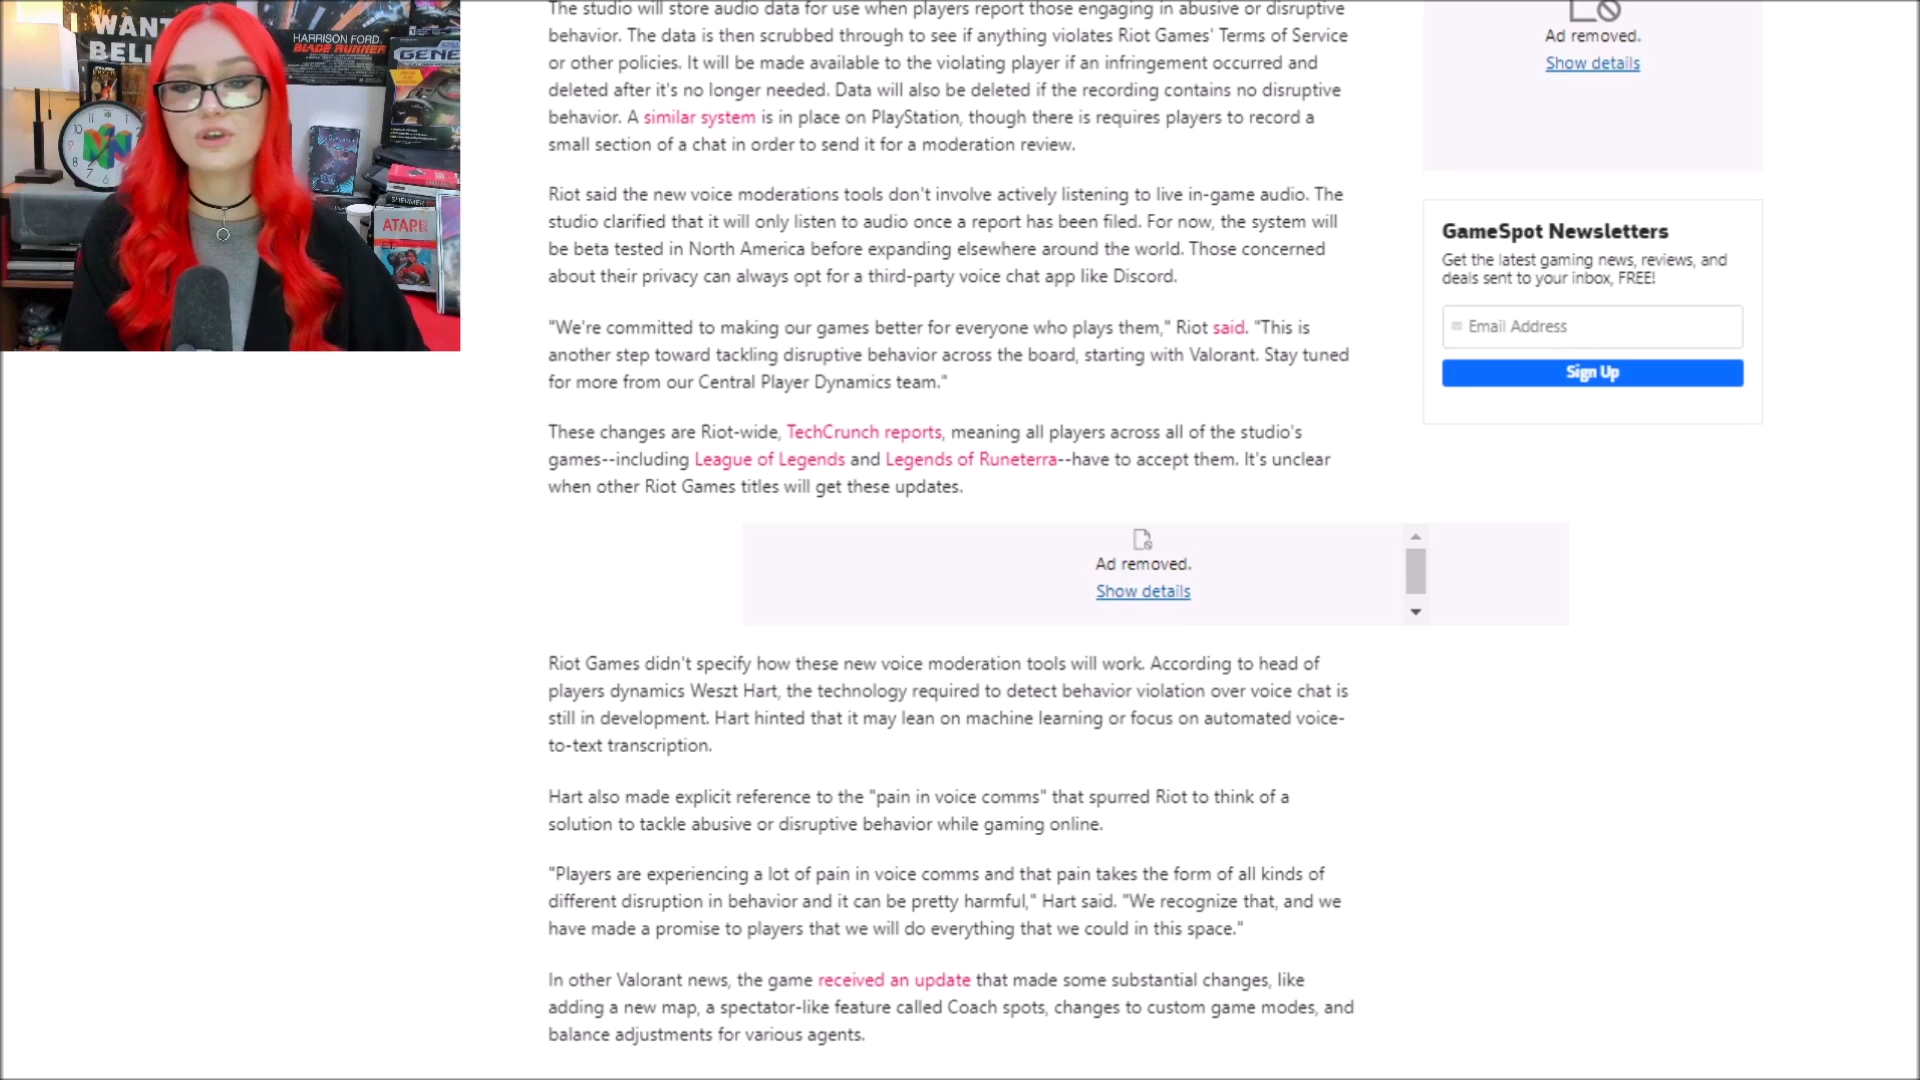 WANT
BELI
HARRISON FORD
BLADE RUNNER
GENE
ATARI
E.T.
The studio will store audio data for use when players report those engaging in abusive or disruptive
behavior. The data is then scrubbed through to see if anything violates Riot Games' Terms of Service
or other policies. It will be made available to the violating player if an infringement occurred and
deleted after it's no longer needed. Data will also be deleted if the recording contains no disruptive
behavior. A similar system is in place on PlayStation, though there is requires players to record a
small section of a chat in order to send it for a moderation review.
Riot said the new voice moderations tools don't involve actively listening to live in-game audio. The
studio clarified that it will only listen to audio once a report has been filed. For now, the system will
be beta tested in North America before expanding elsewhere around the world. Those concerned
about their privacy can always opt for a third-party voice chat app like Discord.
"We're committed to making our games better for everyone who plays them," Riot said. "This is
another step toward tackling disruptive behavior across the board, starting with Valorant. Stay tuned
for more from our Central Player Dynamics team."
These changes are Riot-wide, TechCrunch reports, meaning all players across all of the studio's
games--including League of Legends and Legends of Runeterra--have to accept them. It's unclear
when other Riot Games titles will get these updates.
Ad removed.
Show details
Riot Games didn't specify how these new voice moderation tools will work. According to head of
players dynamics Weszt Hart, the technology required to detect behavior violation over voice chat is
still in development. Hart hinted that it may lean on machine learning or focus on automated voice-
to-text transcription.
Hart also made explicit reference to the "pain in voice comms" that spurred Riot to think of a
solution to tackle abusive or disruptive behavior while gaming online.
"Players are experiencing a lot of pain in voice comms and that pain takes the form of all kinds of
different disruption in behavior and it can be pretty harmful," Hart said. "We recognize that, and we
have made a promise to players that we will do everything that we could in this space."
In other Valorant news, the game received an update that made some substantial changes, like
adding a new map, a spectator-like feature called Coach spots, changes to custom game modes, and
balance adjustments for various agents.
Ad removed.
Show details
GameSpot Newsletters
Get the latest gaming news, reviews, and
deals sent to your inbox, FREE!
Email Address
Sign Up